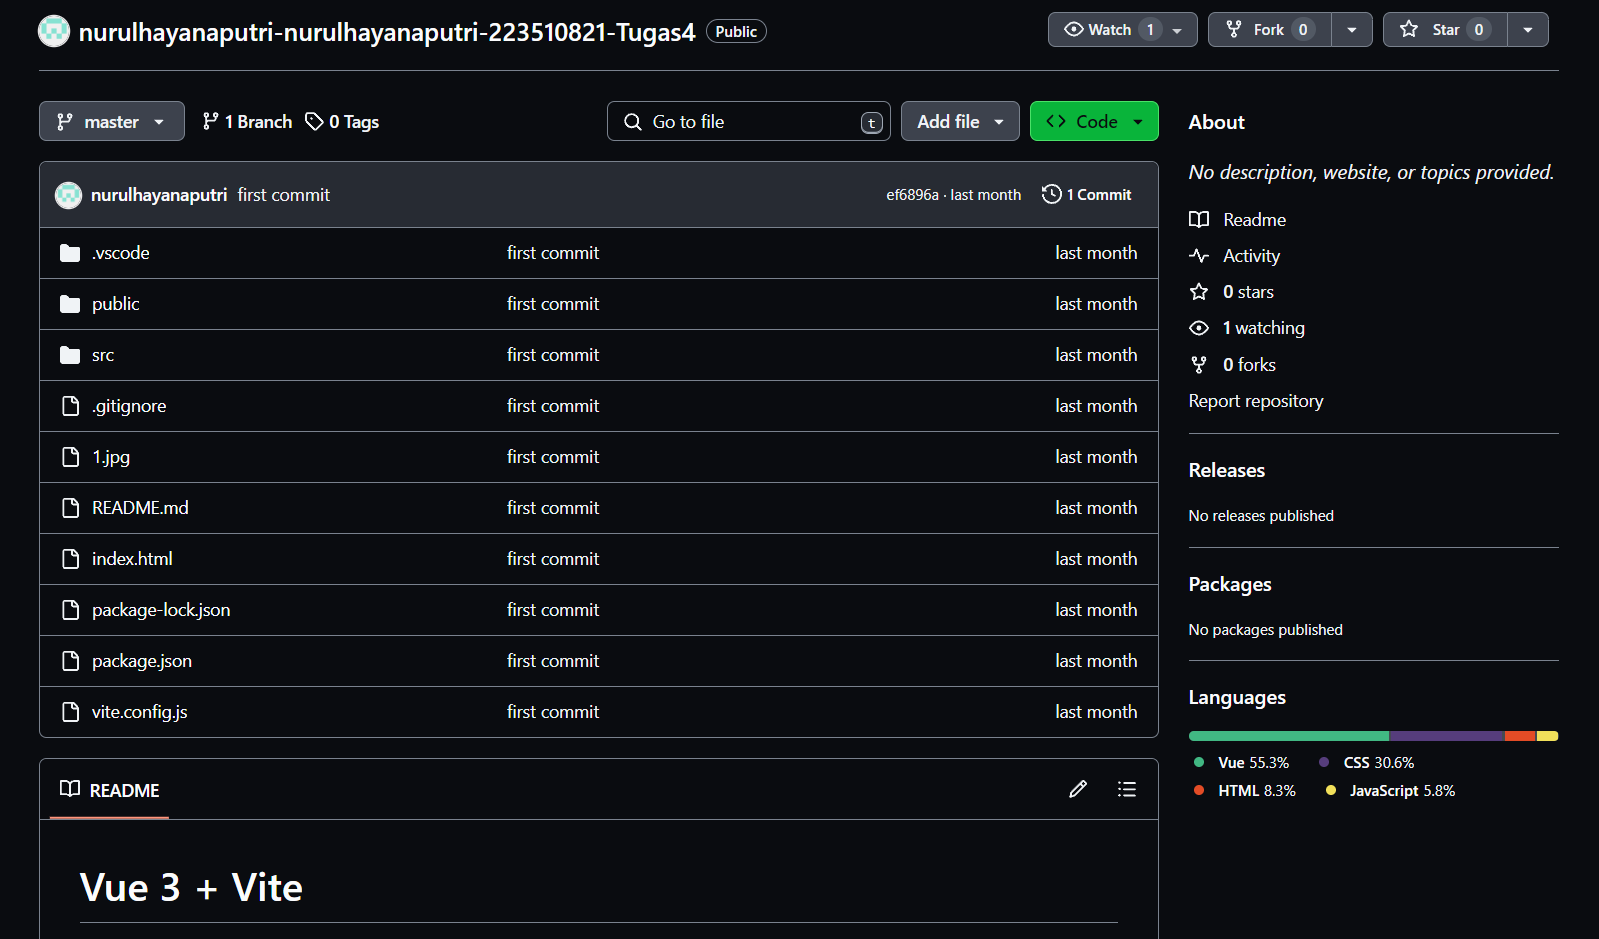 nurulhayanaputri-nurulhayanaputri-223510821-Tugas4 Public
Watch 1
Fork 0
Star 0
master
1 Branch
0 Tags
Go to file
t
Add file
Code
nurulhayanaputri first commit
ef6896a · last month
1 Commit
.vscode first commit last month
public first commit last month
src first commit last month
.gitignore first commit last month
1.jpg first commit last month
README.md first commit last month
index.html first commit last month
package-lock.json first commit last month
package.json first commit last month
vite.config.js first commit last month
README
Vue 3 + Vite
About
No description, website, or topics provided.
Readme
Activity
0 stars
1 watching
0 forks
Report repository
Releases
No releases published
Packages
No packages published
Languages
Vue 55.3% CSS 30.6%
HTML 8.3% JavaScript 5.8%